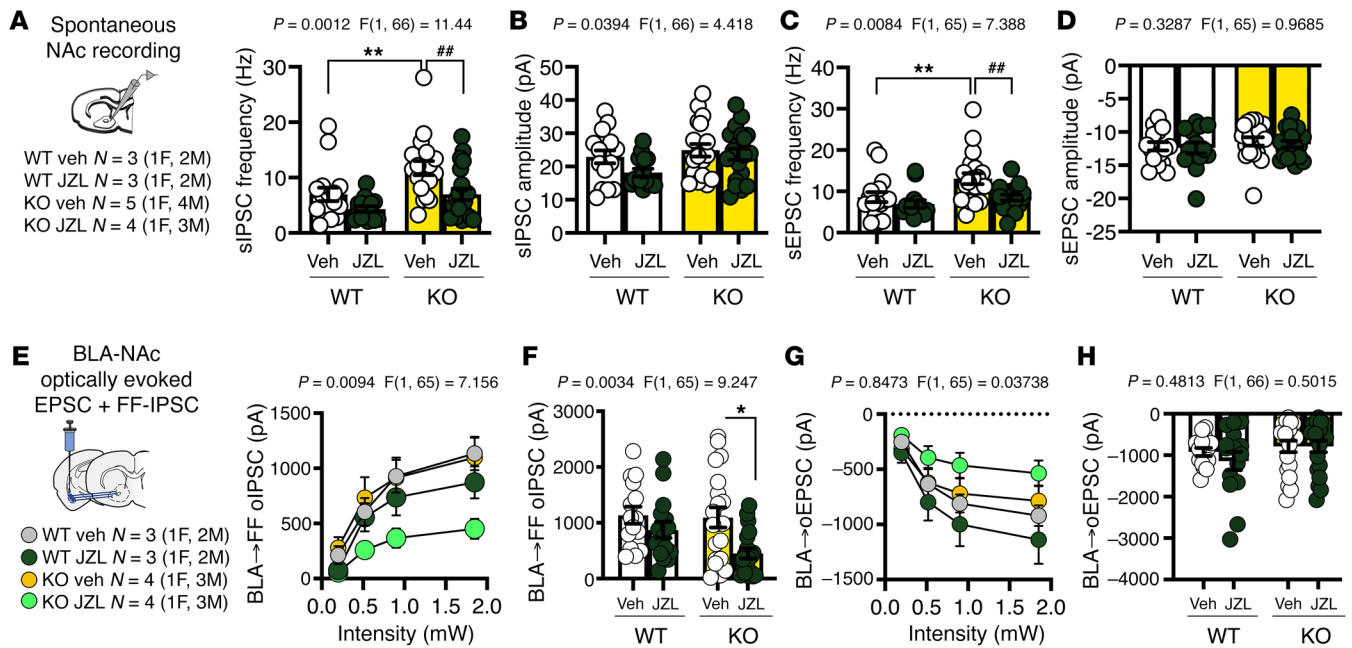 A
Spontaneous
NAc recording
WT veh N = 3 (1F, 2M)
WT JZL N = 3 (1F, 2M)
KO veh N = 5 (1F, 4M)
KO JZL N = 4 (1F, 3M)
P = 0.0012 F(1, 66) = 11.44
sIPSC frequency (Hz)
30
20
10
0
** ##
Veh JZL Veh JZL
WT KO
B
P = 0.0394 F(1, 66) = 4.418
sIPSC amplitude (pA)
50
40
30
20
10
0
Veh JZL Veh JZL
WT KO
C
P = 0.0084 F(1, 65) = 7.388
sEPSC frequency (Hz)
40
30
20
10
0
** ##
Veh JZL Veh JZL
WT KO
D
P = 0.3287 F(1, 65) = 0.9685
sEPSC amplitude (pA)
0
-5
-10
-15
-20
-25
Veh JZL Veh JZL
WT KO
E
BLA-NAc
optically evoked
EPSC + FF-IPSC
WT veh N = 3 (1F, 2M)
WT JZL N = 3 (1F, 2M)
KO veh N = 4 (1F, 3M)
KO JZL N = 4 (1F, 3M)
P = 0.0094 F(1, 65) = 7.156
BLA→FF oIPSC (pA)
1500
1000
500
0
0.0 0.5 1.0 1.5 2.0
Intensity (mW)
F
P = 0.0034 F(1, 65) = 9.247
BLA→FF oIPSC (pA)
3000
2000
1000
0
*
Veh JZL Veh JZL
WT KO
G
P = 0.8473 F(1, 65) = 0.03738
BLA→oEPSC (pA)
0
−500
−1000
−1500
0.0 0.5 1.0 1.5 2.0
Intensity (mW)
H
P = 0.4813 F(1, 66) = 0.5015
BLA→oEPSC (pA)
0
−1000
−2000
−3000
−4000
Veh JZL Veh JZL
WT KO